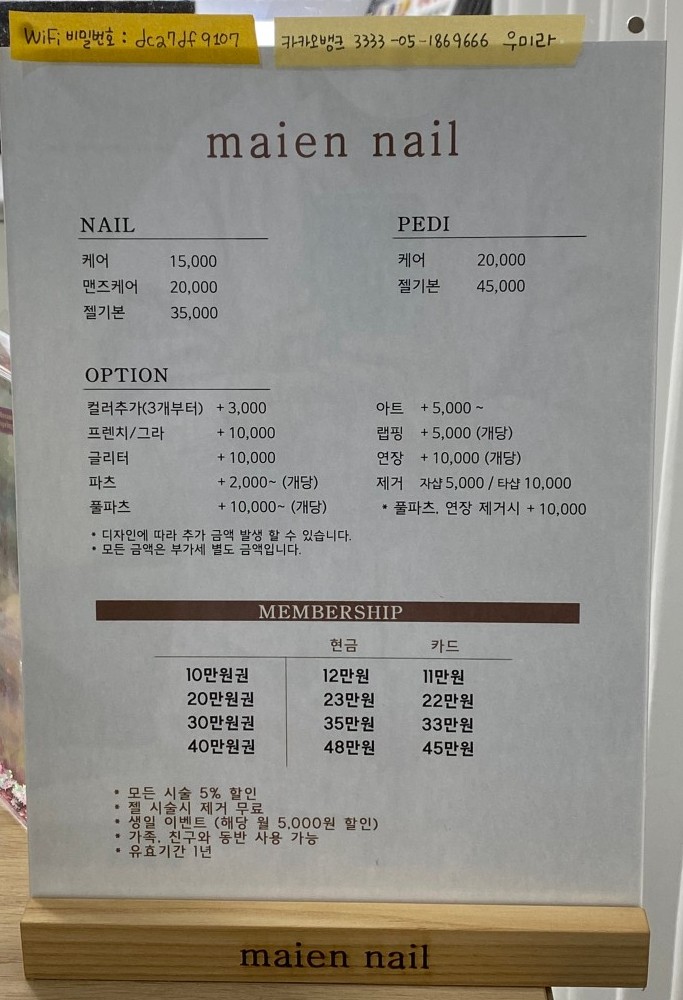 WiFi 비밀번호 : dca7df9107
카카오뱅크 3333-05-1869666 우미라
maien nail
NAIL
케어 15,000
맨즈케어 20,000
젤기본 35,000
PEDI
케어 20,000
젤기본 45,000
OPTION
컬러추가(3개부터) + 3,000
프렌치/그라 + 10,000
글리터 + 10,000
파츠 + 2,000~ (개당)
풀파츠 + 10,000~ (개당)
아트 + 5,000 ~
랩핑 + 5,000 (개당)
연장 + 10,000 (개당)
제거 자샵 5,000 / 타샵 10,000
* 풀파츠, 연장 제거시 + 10,000
• 디자인에 따라 추가 금액 발생 할 수 있습니다.
• 모든 금액은 부가세 별도 금액입니다.
MEMBERSHIP
현금 카드
10만원권 12만원 11만원
20만원권 23만원 22만원
30만원권 35만원 33만원
40만원권 48만원 45만원
• 모든 시술 5% 할인
• 젤 시술시 제거 무료
• 생일 이벤트 (해당 월 5,000원 할인)
• 가족, 친구와 동반 사용 가능
• 유효기간 1년
maien nail